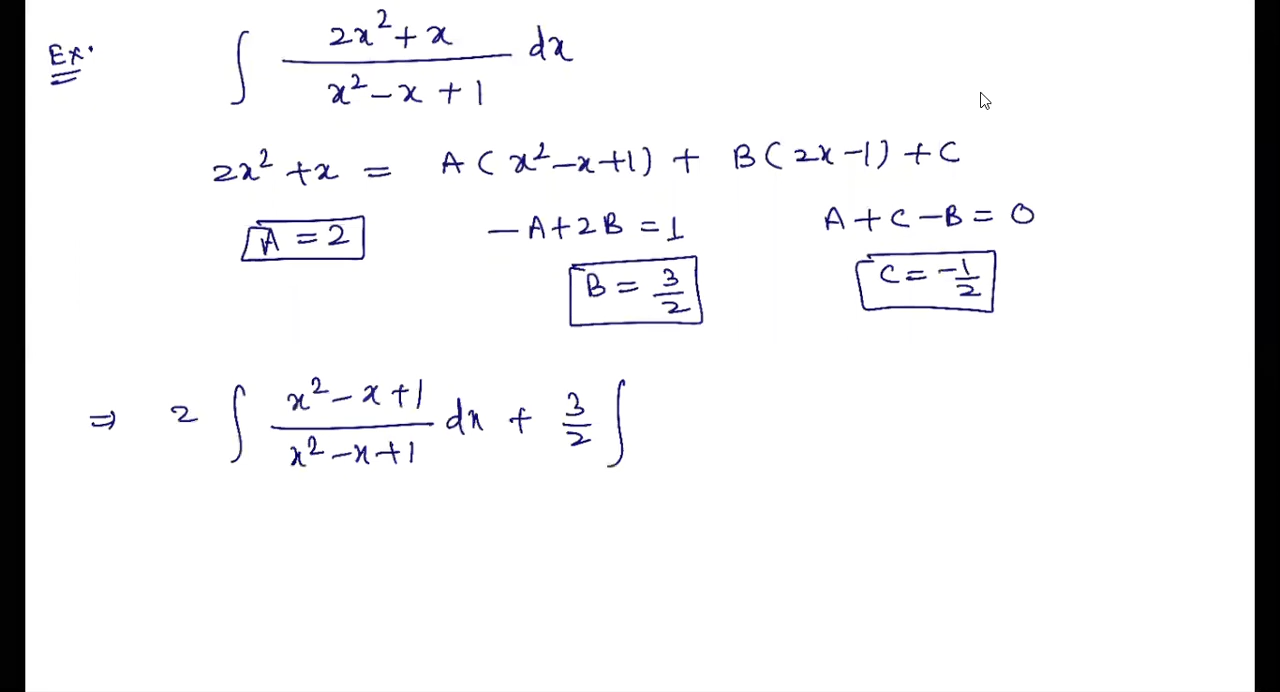 Ex. ∫ (2x² + x)/(x² − x + 1) dx
2x² + x = A(x² − x + 1) + B(2x − 1) + C
A = 2    −A + 2B = 1    A + C − B = 0
B = 3/2    C = −1/2
⇒ 2 ∫ (x² − x + 1)/(x² − x + 1) dx + 3/2 ∫